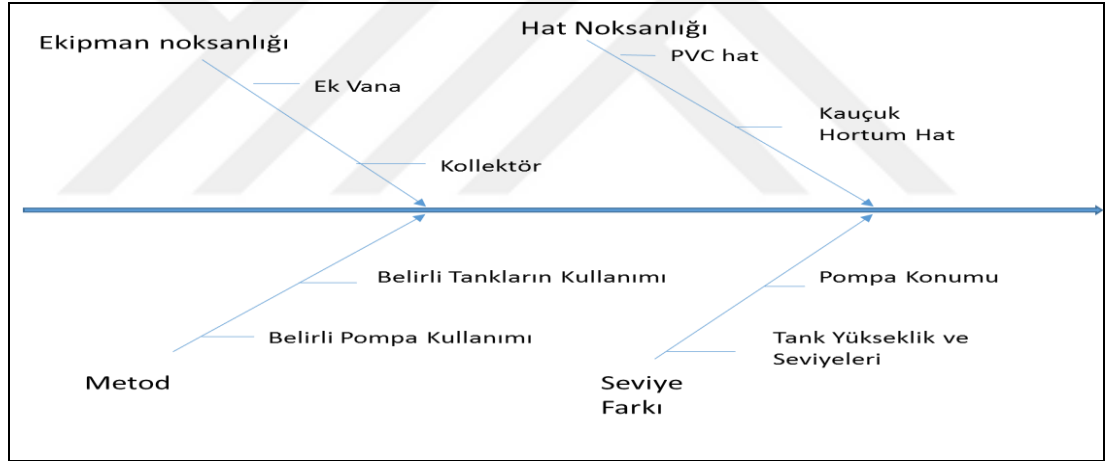 Ekipman noksanlığı
Hat Noksanlığı
PVC hat
Ek Vana
Kauçuk
Hortum Hat
Kollektör
Belirli Tankların Kullanımı
Pompa Konumu
Belirli Pompa Kullanımı
Tank Yükseklik ve
Seviyeleri
Metod
Seviye
Farkı